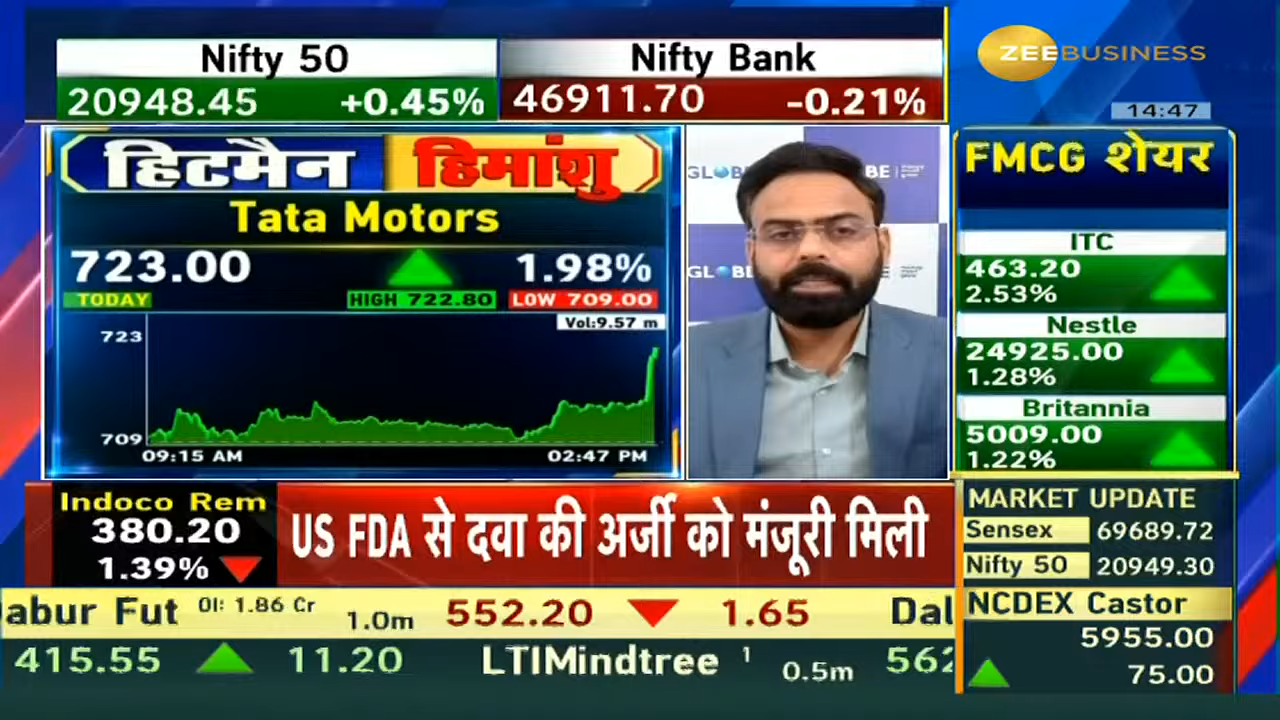 Nifty 50
20948.45 +0.45%
Nifty Bank
46911.70 -0.21%
ZEEBUSINESS
14:47
हिटमैन हिमांशु
Tata Motors
723.00 1.98%
TODAY HIGH 722.80 LOW 709.00
Vol:9.57 m
723
709
09:15 AM 02:47 PM
GLOBE
FMCG शेयर
ITC
463.20
2.53%
Nestle
24925.00
1.28%
Britannia
5009.00
1.22%
Indoco Rem
380.20
1.39%
US FDA से दवा की अर्जी को मंजूरी मिली
MARKET UPDATE
Sensex 69689.72
Nifty 50 20949.30
NCDEX Castor
5955.00
75.00
abur Fut OI: 1.86 Cr 1.0m 552.20 1.65 Dal
415.55 11.20 LTIMindtree 1 0.5m 562